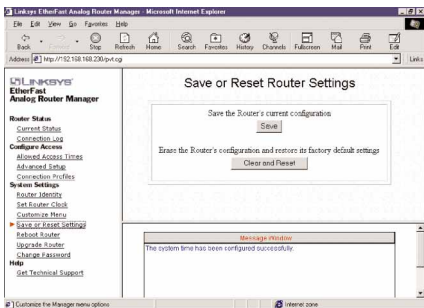 Linksys EtherFast Analog Router Manager - Microsoft Internet Explorer
File Edit View Go Favorites Help
Back Forward Stop Refresh Home Search Favorites History Channels Fullscreen Mail Print Edit
Address http://192.168.168.230/pvt.cgi Links
LINKSYS
EtherFast
Analog Router Manager
Router Status
Current Status
Connection Log
Configure Access
Allowed Access Times
Advanced Setup
Connection Profiles
System Settings
Router Identity
Set Router Clock
Customize Menu
Save or Reset Settings
Reboot Router
Upgrade Router
Change Password
Help
Get Technical Support
Save or Reset Router Settings
Save the Router's current configuration
Save
Erase the Router's configuration and restore its factory default settings
Clear and Reset
Message Window
The system time has been configured successfully.
Customize the Manager menu options Internet zone